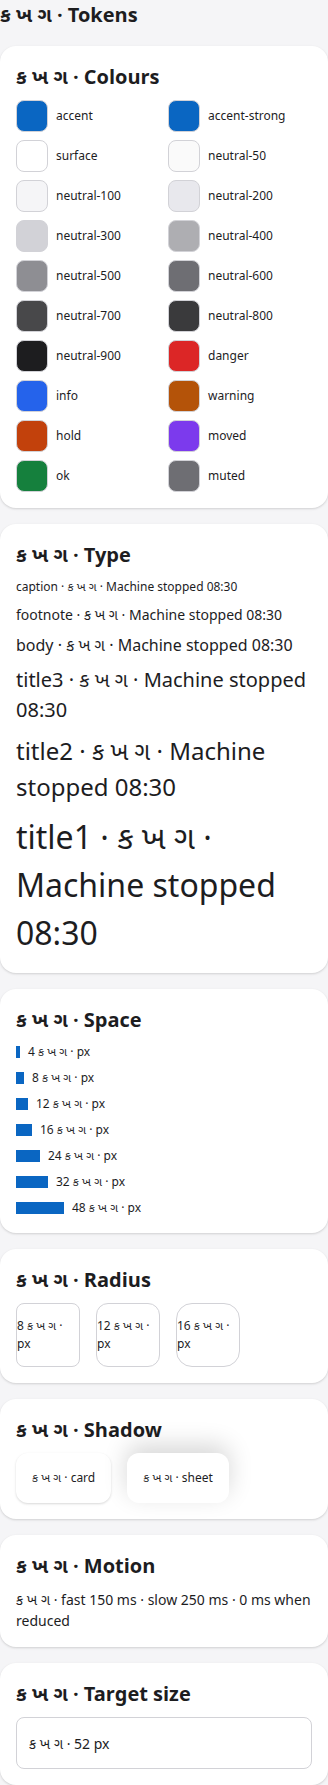 ક ખ ગ · Tokens
ક ખ ગ · Colours
accent
accent-strong
surface
neutral-50
neutral-100
neutral-200
neutral-300
neutral-400
neutral-500
neutral-600
neutral-700
neutral-800
neutral-900
danger
info
warning
hold
moved
ok
muted
ક ખ ગ · Type
caption · ક ખ ગ · Machine stopped 08:30
footnote · ક ખ ગ · Machine stopped 08:30
body · ક ખ ગ · Machine stopped 08:30
title3 · ક ખ ગ · Machine stopped
08:30
title2 · ક ખ ગ · Machine
stopped 08:30
title1 · ક ખ ગ ·
Machine stopped
08:30
ક ખ ગ · Space
4 ક ખ ગ · px
8 ક ખ ગ · px
12 ક ખ ગ · px
16 ક ખ ગ · px
24 ક ખ ગ · px
32 ક ખ ગ · px
48 ક ખ ગ · px
ક ખ ગ · Radius
8 ક ખ ગ ·
px
12 ક ખ ગ ·
px
16 ક ખ ગ ·
px
ક ખ ગ · Shadow
ક ખ ગ · card
ક ખ ગ · sheet
ક ખ ગ · Motion
ક ખ ગ · fast 150 ms · slow 250 ms · 0 ms when
reduced
ક ખ ગ · Target size
ક ખ ગ · 52 px